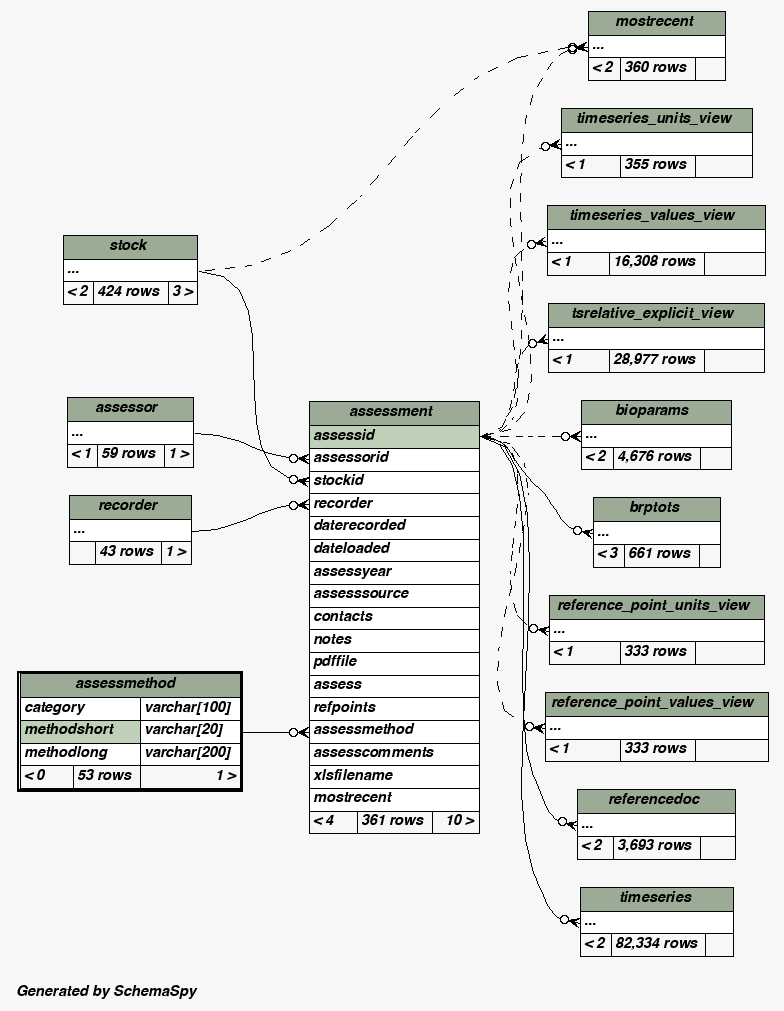 mostrecent
...
< 2 360 rows
timeseries_units_view
...
< 1 355 rows
timeseries_values_view
...
< 1 16,308 rows
stock
...
< 2 424 rows 3 >
tsrelative_explicit_view
...
< 1 28,977 rows
assessor
...
< 1 59 rows 1 >
recorder
...
43 rows 1 >
assessmethod
category varchar[100]
methodshort varchar[20]
methodlong varchar[200]
< 0 53 rows 1 >
assessment
assessid
assessorid
stockid
recorder
daterecorded
dateloaded
assessyear
assesssource
contacts
notes
pdffile
assess
refpoints
assessmethod
assesscomments
xlsfilename
mostrecent
< 4 361 rows 10 >
bioparams
...
< 2 4,676 rows
brptots
...
< 3 661 rows
reference_point_units_view
...
< 1 333 rows
reference_point_values_view
...
< 1 333 rows
referencedoc
...
< 2 3,693 rows
timeseries
...
< 2 82,334 rows
Generated by SchemaSpy